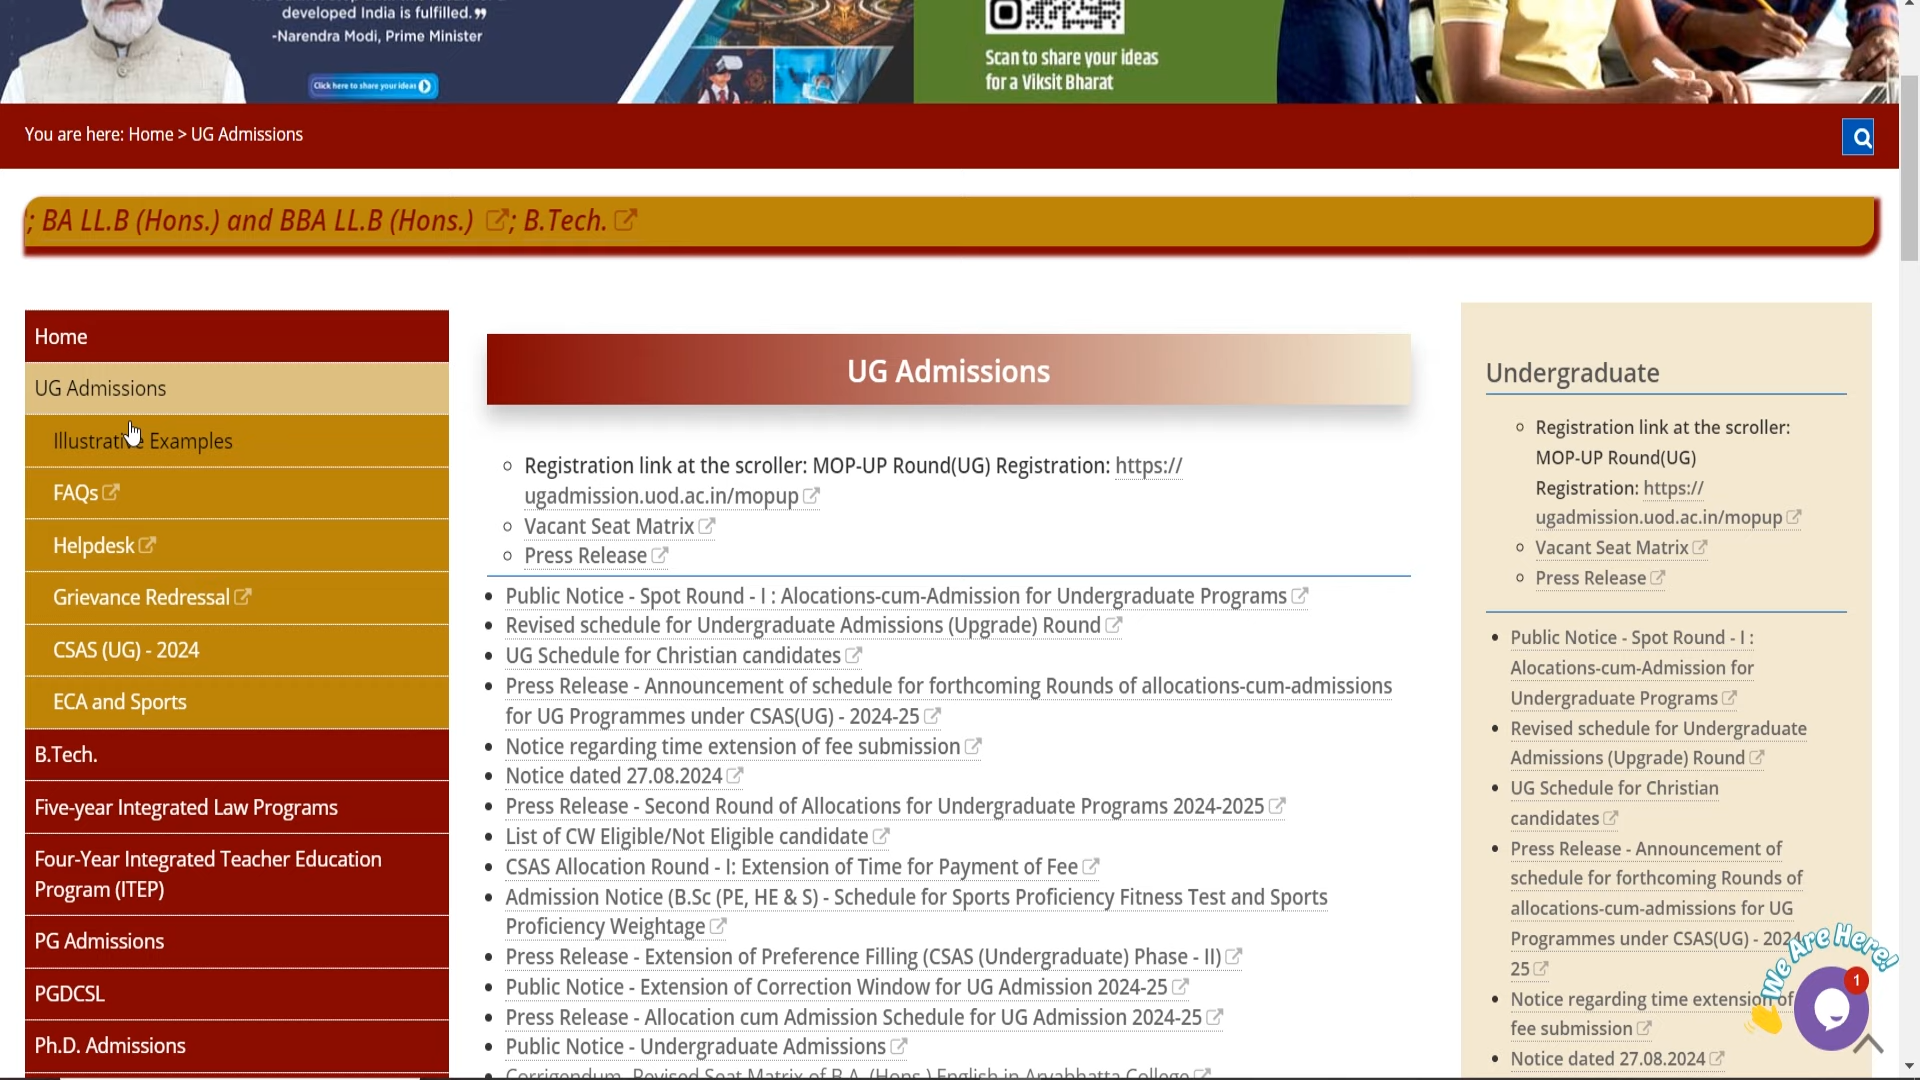 developed India is fulfilled.”
-Narendra Modi, Prime Minister
Click here to share your ideas
Scan to share your ideas
for a Viksit Bharat
You are here: Home > UG Admissions
; BA LL.B (Hons.) and BBA LL.B (Hons.) ; B.Tech.
Home
UG Admissions
Illustrative Examples
FAQs
Helpdesk
Grievance Redressal
CSAS (UG) - 2024
ECA and Sports
B.Tech.
Five-year Integrated Law Programs
Four-Year Integrated Teacher Education
Program (ITEP)
PG Admissions
PGDCSL
Ph.D. Admissions
UG Admissions
Registration link at the scroller: MOP-UP Round(UG) Registration: https://
ugadmission.uod.ac.in/mopup
Vacant Seat Matrix
Press Release
Public Notice - Spot Round - I : Alocations-cum-Admission for Undergraduate Programs
Revised schedule for Undergraduate Admissions (Upgrade) Round
UG Schedule for Christian candidates
Press Release - Announcement of schedule for forthcoming Rounds of allocations-cum-admissions
for UG Programmes under CSAS(UG) - 2024-25
Notice regarding time extension of fee submission
Notice dated 27.08.2024
Press Release - Second Round of Allocations for Undergraduate Programs 2024-2025
List of CW Eligible/Not Eligible candidate
CSAS Allocation Round - I: Extension of Time for Payment of Fee
Admission Notice (B.Sc (PE, HE & S) - Schedule for Sports Proficiency Fitness Test and Sports
Proficiency Weightage
Press Release - Extension of Preference Filling (CSAS (Undergraduate) Phase - II)
Public Notice - Extension of Correction Window for UG Admission 2024-25
Press Release - Allocation cum Admission Schedule for UG Admission 2024-25
Public Notice - Undergraduate Admissions
Corrigendum- Revised Seat Matrix of B.A. (Hons.) English in Aryabhatta College
Undergraduate
Registration link at the scroller:
MOP-UP Round(UG)
Registration: https://
ugadmission.uod.ac.in/mopup
Vacant Seat Matrix
Press Release
Public Notice - Spot Round - I :
Alocations-cum-Admission for
Undergraduate Programs
Revised schedule for Undergraduate
Admissions (Upgrade) Round
UG Schedule for Christian
candidates
Press Release - Announcement of
schedule for forthcoming Rounds of
allocations-cum-admissions for UG
Programmes under CSAS(UG) - 2024-
25
Notice regarding time extension of
fee submission
Notice dated 27.08.2024
We Are Here!
1